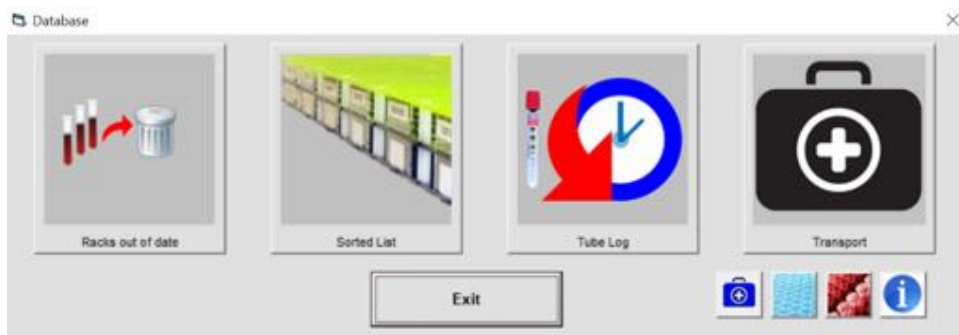 Database
Racks out of date
Sorted List
Tube Log
Transport
Exit